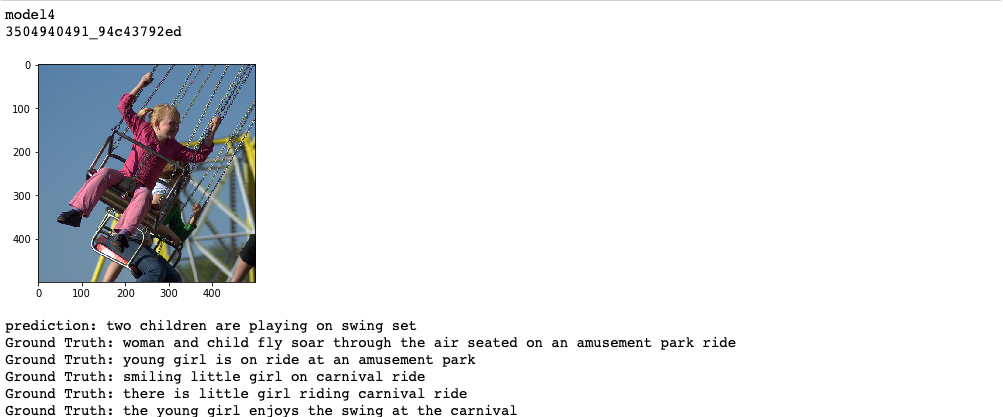 model4
3504940491_94c43792ed
0
100
200
300
400
0 100 200 300 400
prediction: two children are playing on swing set
Ground Truth: woman and child fly soar through the air seated on an amusement park ride
Ground Truth: young girl is on ride at an amusement park
Ground Truth: smiling little girl on carnival ride
Ground Truth: there is little girl riding carnival ride
Ground Truth: the young girl enjoys the swing at the carnival